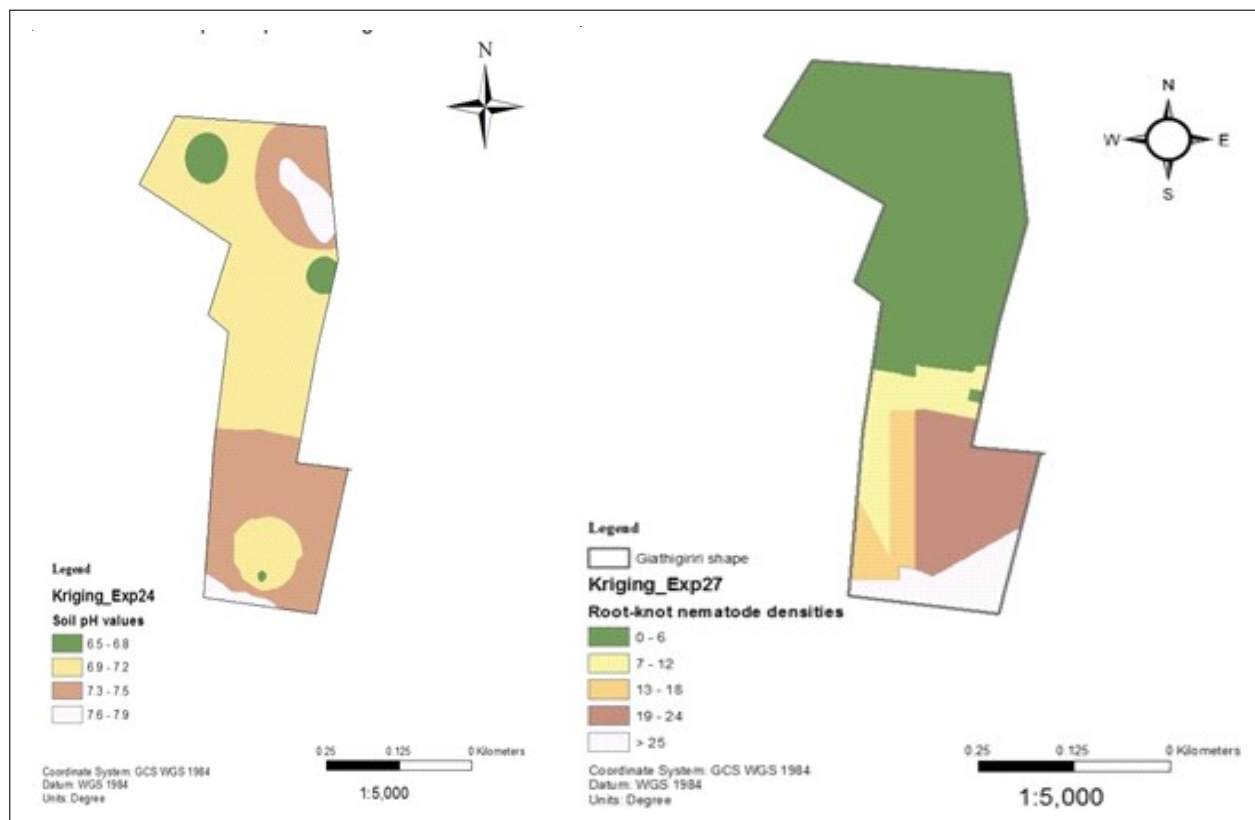 N
Legend
Kriging_Exp24
Soil pH values
6.5 - 6.8
6.9 - 7.2
7.3 - 7.5
7.6 - 7.9
0.25 0.125 0 Kilometers
Coordinate System: GCS WGS 1984
Datum: WGS 1984
Units: Degree
1:5,000
N
W E
S
Legend
Giathigiriri shape
Kriging_Exp27
Root-knot nematode densities
0 - 6
7 - 12
13 - 18
19 - 24
> 25
0.25 0.125 0 Kilometers
Coordinate System: GCS WGS 1984
Datum: WGS 1984
Units: Degree
1:5,000